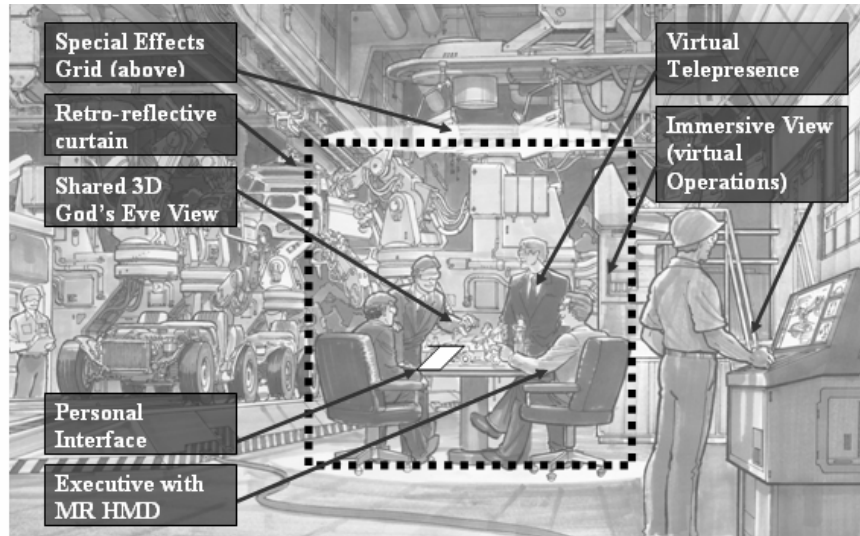 Special Effects
Grid (above)
Retro-reflective
curtain
Shared 3D
God's Eye View
Personal
Interface
Executive with
MR HMD
Virtual
Telepresence
Immersive View
(virtual
Operations)